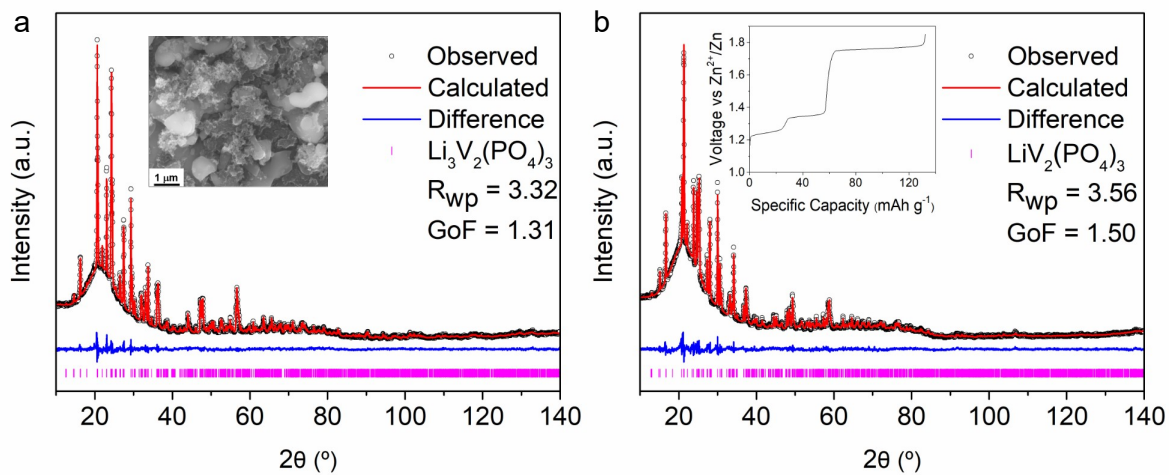 a
Observed
Calculated
Difference
Li₃V₂(PO₄)₃
R_wp = 3.32
GoF = 1.31
1 μm
Intensity (a.u.)
20 40 60 80 100 120 140
2θ (º)
b
1.8
1.6
1.4
1.2
1.0
Voltage vs Zn²⁺/Zn
0 40 80 120
Specific Capacity (mAh g⁻¹)
Observed
Calculated
Difference
LiV₂(PO₄)₃
R_wp = 3.56
GoF = 1.50
Intensity (a.u.)
20 40 60 80 100 120 140
2θ (º)